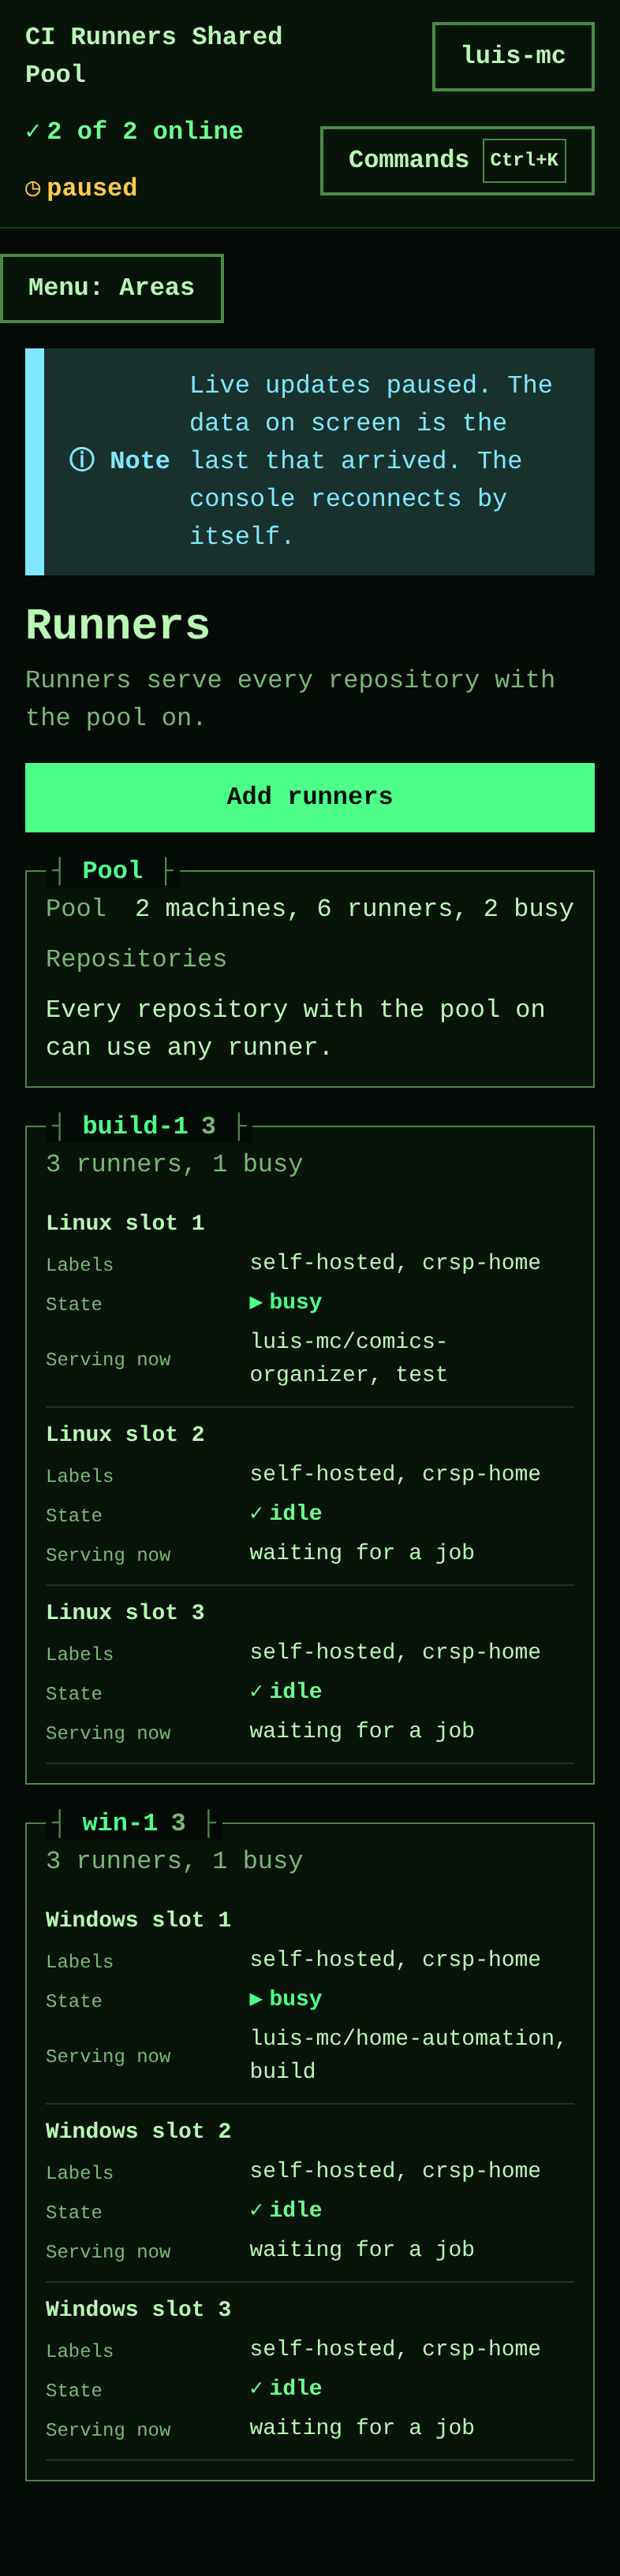 CI Runners Shared
Pool
luis-mc
✓ 2 of 2 online
Commands Ctrl+K
◷ paused
Menu: Areas
ⓘ Note
Live updates paused. The
data on screen is the
last that arrived. The
console reconnects by
itself.
Runners
Runners serve every repository with
the pool on.
Add runners
Pool
Pool 2 machines, 6 runners, 2 busy
Repositories
Every repository with the pool on
can use any runner.
build-1 3
3 runners, 1 busy
Linux slot 1
Labels self-hosted, crsp-home
State ▶ busy
Serving now luis-mc/comics-
organizer, test
Linux slot 2
Labels self-hosted, crsp-home
State ✓ idle
Serving now waiting for a job
Linux slot 3
Labels self-hosted, crsp-home
State ✓ idle
Serving now waiting for a job
win-1 3
3 runners, 1 busy
Windows slot 1
Labels self-hosted, crsp-home
State ▶ busy
Serving now luis-mc/home-automation,
build
Windows slot 2
Labels self-hosted, crsp-home
State ✓ idle
Serving now waiting for a job
Windows slot 3
Labels self-hosted, crsp-home
State ✓ idle
Serving now waiting for a job